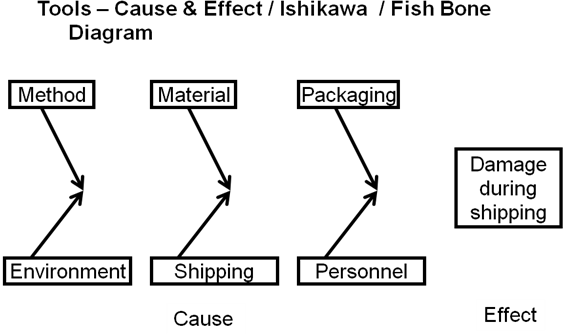 Tools – Cause & Effect / Ishikawa / Fish Bone
Diagram
Method
Material
Packaging
Damage
during
shipping
Environment
Shipping
Personnel
Cause
Effect